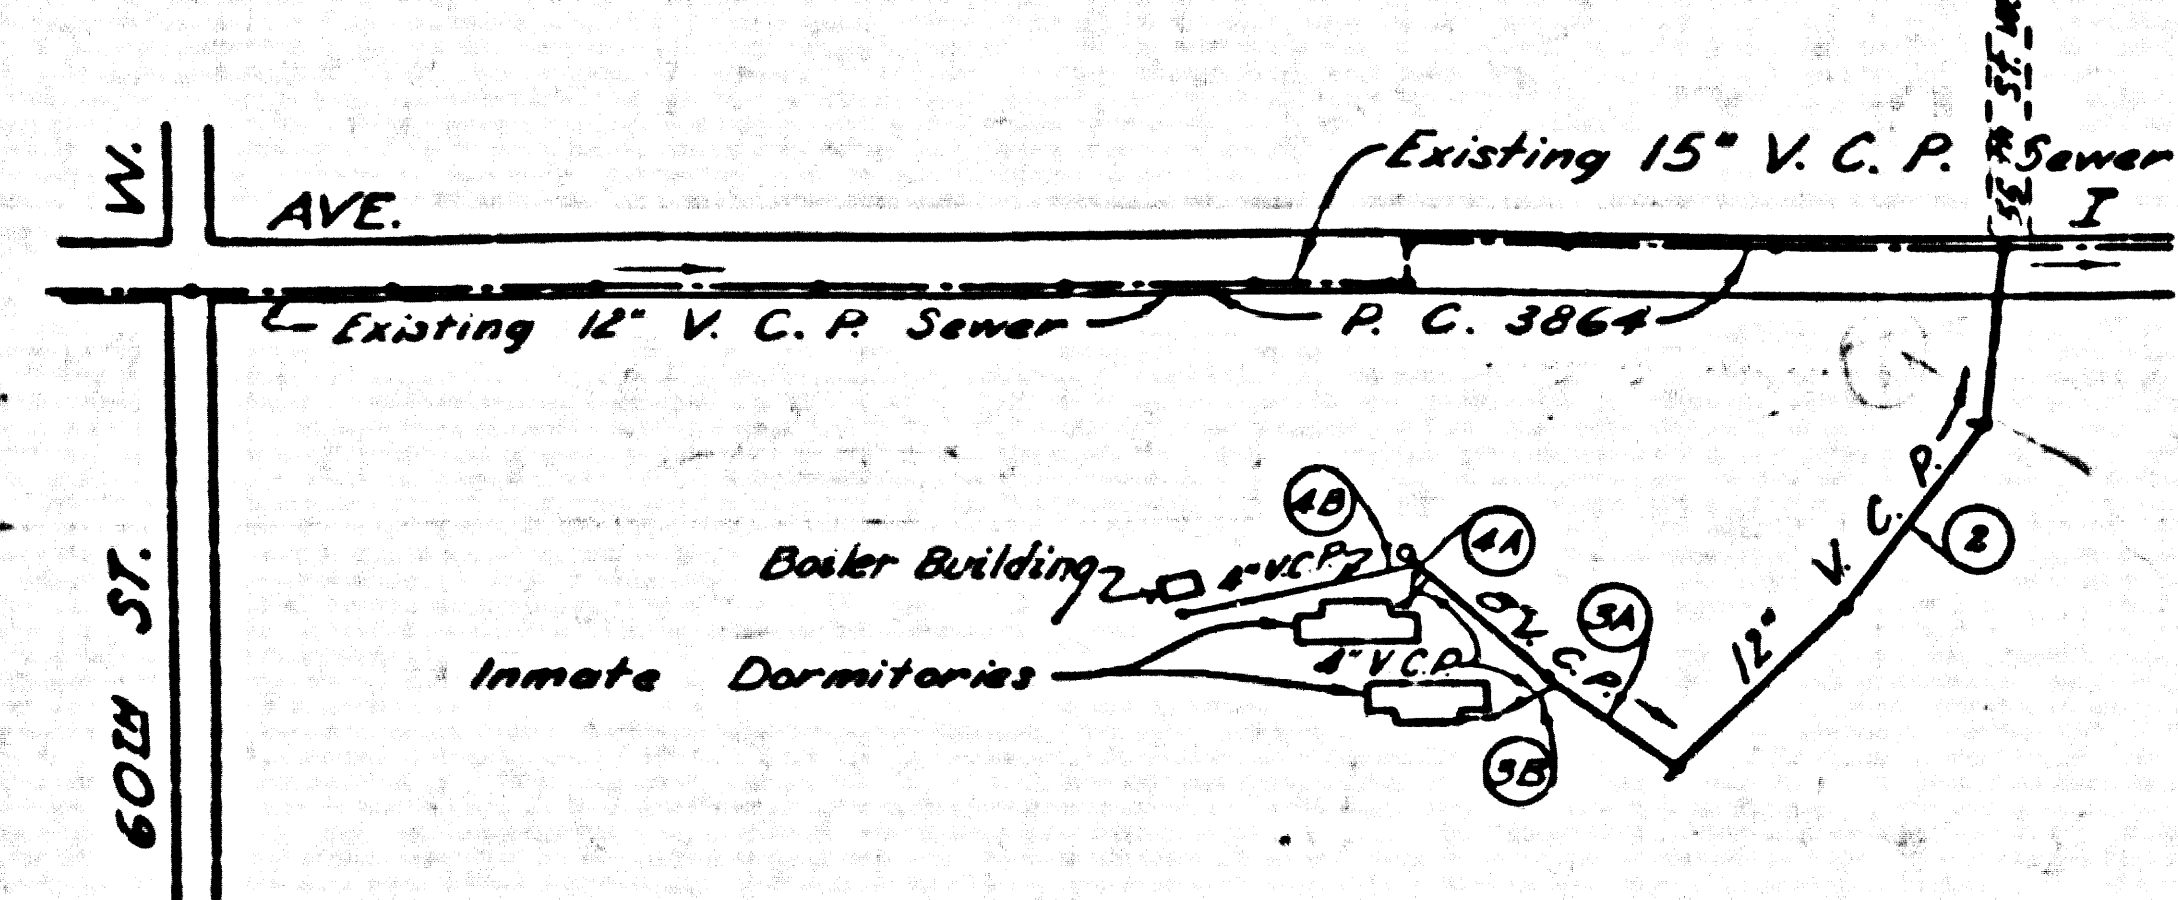 W.
AVE.
Existing 15" V. C. P. Sewer
I
Existing 12" V. C. P. Sewer
P. C. 3864
60TH ST.
4B
4A
Boiler Building
4" V.C.P.
2
3A
12" V. C. P.
Inmate Dormitories
4" V.C.P.
C. P.
3B